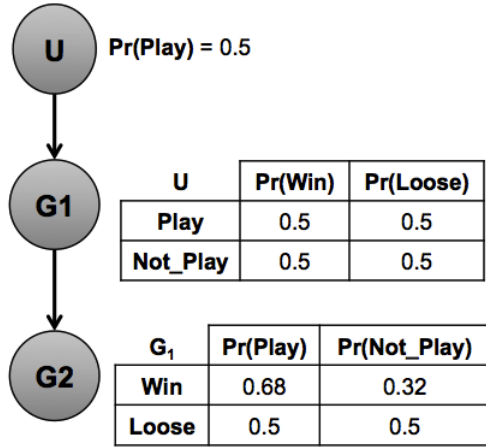 U Pr(Play) = 0.5
G1
U Pr(Win) Pr(Loose)
Play 0.5 0.5
Not_Play 0.5 0.5
G2
G₁ Pr(Play) Pr(Not_Play)
Win 0.68 0.32
Loose 0.5 0.5